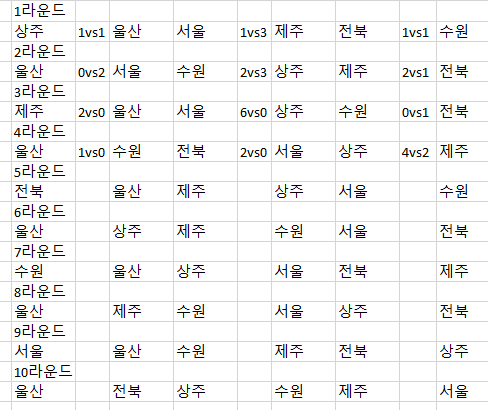 1라운드
상주 1vs1 울산 서울 1vs3 제주 전북 1vs1 수원
2라운드
울산 0vs2 서울 수원 2vs3 상주 제주 2vs1 전북
3라운드
제주 2vs0 울산 서울 6vs0 상주 수원 0vs1 전북
4라운드
울산 1vs0 수원 전북 2vs0 서울 상주 4vs2 제주
5라운드
전북 울산 제주 상주 서울 수원
6라운드
울산 상주 제주 수원 서울 전북
7라운드
수원 울산 상주 서울 전북 제주
8라운드
울산 제주 수원 서울 상주 전북
9라운드
서울 울산 수원 제주 전북 상주
10라운드
울산 전북 상주 수원 제주 서울